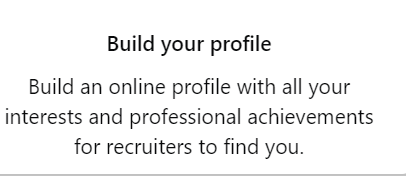 Build your profile
Build an online profile with all your
interests and professional achievements
for recruiters to find you.